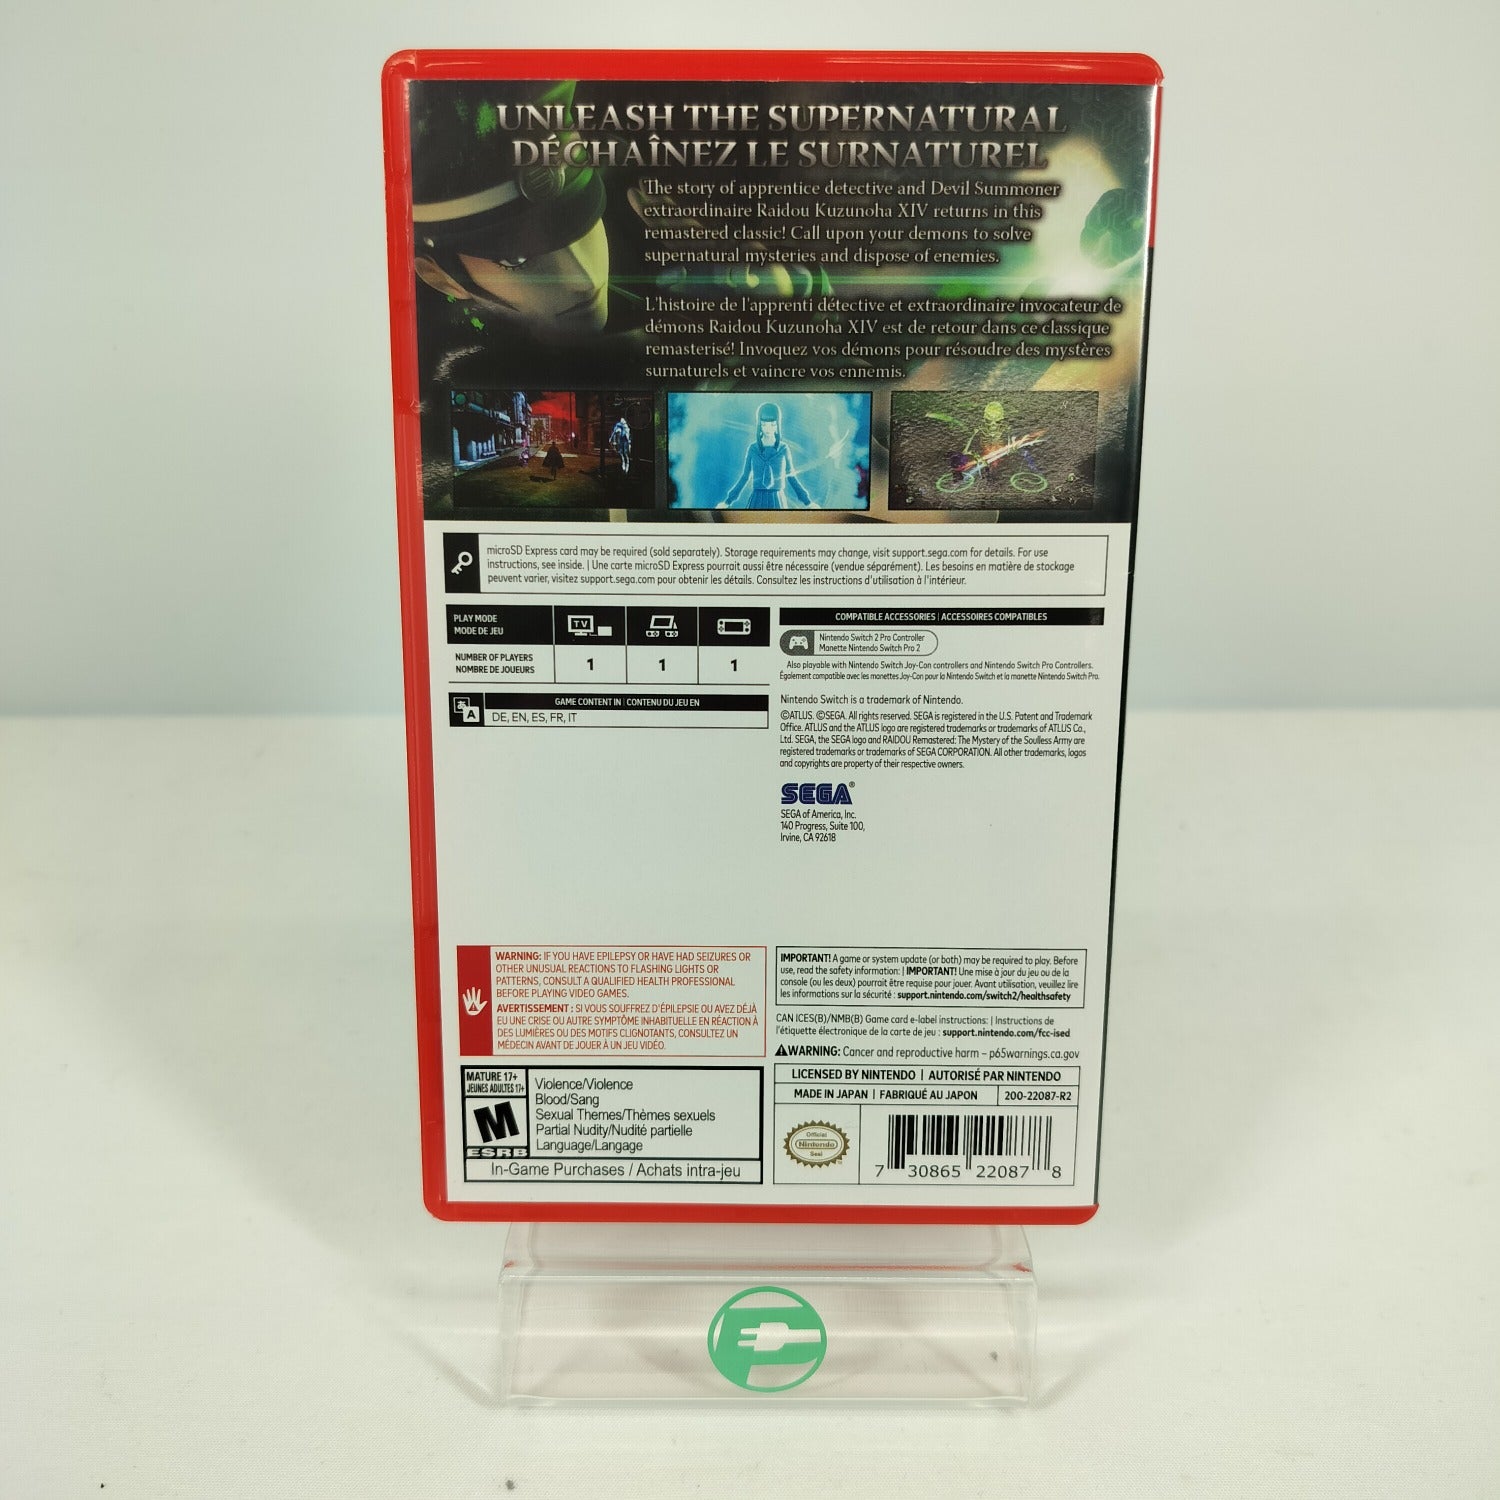 UNLEASH THE SUPERNATURAL
DÉCHAÎNEZ LE SURNATUREL
The story of apprentice detective and Devil Summoner
extraordinaire Raidou Kuzunoha XIV returns in this
remastered classic! Call upon your demons to solve
supernatural mysteries and dispose of enemies.
L'histoire de l'apprenti détective et extraordinaire invocateur de
démons Raidou Kuzunoha XIV est de retour dans ce classique
remasterisé! Invoquez vos démons pour résoudre des mystères
surnaturels et vaincre vos ennemis.
microSD Express card may be required (sold separately). Storage requirements may change, visit support.sega.com for details. For use
instructions, see inside. | Une carte microSD Express pourrait aussi être nécessaire (vendue séparément). Les besoins en matière de stockage
peuvent varier, visitez support.sega.com pour obtenir les détails. Consultez les instructions d'utilisation à l'intérieur.
PLAY MODE
MODE DE JEU
TV
NUMBER OF PLAYERS
NOMBRE DE JOUEURS
1 1 1
GAME CONTENT IN | CONTENU DU JEU EN
DE, EN, ES, FR, IT
COMPATIBLE ACCESSORIES | ACCESSOIRES COMPATIBLES
Nintendo Switch 2 Pro Controller
Manette Nintendo Switch Pro 2
Also playable with Nintendo Switch Joy-Con controllers and Nintendo Switch Pro Controllers.
Également compatible avec les manettes Joy-Con pour la Nintendo Switch et la manette Nintendo Switch Pro.
Nintendo Switch is a trademark of Nintendo.
©ATLUS. ©SEGA. All rights reserved. SEGA is registered in the U.S. Patent and Trademark
Office. ATLUS and the ATLUS logo are registered trademarks or trademarks of ATLUS Co.,
Ltd. SEGA, the SEGA logo and RAIDOU Remastered: The Mystery of the Soulless Army are
registered trademarks or trademarks of SEGA CORPORATION. All other trademarks, logos
and copyrights are property of their respective owners.
SEGA®
SEGA of America, Inc.
140 Progress, Suite 100,
Irvine, CA 92618
WARNING: IF YOU HAVE EPILEPSY OR HAVE HAD SEIZURES OR
OTHER UNUSUAL REACTIONS TO FLASHING LIGHTS OR
PATTERNS, CONSULT A QUALIFIED HEALTH PROFESSIONAL
BEFORE PLAYING VIDEO GAMES.
AVERTISSEMENT : SI VOUS SOUFFREZ D'ÉPILEPSIE OU AVEZ DÉJÀ
EU UNE CRISE OU AUTRE SYMPTÔME INHABITUELLE EN RÉACTION À
DES LUMIÈRES OU DES MOTIFS CLIGNOTANTS, CONSULTEZ UN
MÉDECIN AVANT DE JOUER À UN JEU VIDÉO.
IMPORTANT! A game or system update (or both) may be required to play. Before
use, read the safety information: | IMPORTANT! Une mise à jour du jeu ou de la
console (ou les deux) pourrait être requise pour jouer. Avant utilisation, veuillez lire
les informations sur la sécurité : support.nintendo.com/switch2/healthsafety
CAN ICES(B)/NMB(B) Game card e-label instructions: | Instructions de
l'étiquette électronique de la carte de jeu : support.nintendo.com/fcc-ised
WARNING: Cancer and reproductive harm – p65warnings.ca.gov
MATURE 17+
JEUNES ADULTES 17+
M
ESRB
Violence/Violence
Blood/Sang
Sexual Themes/Thèmes sexuels
Partial Nudity/Nudité partielle
Language/Langage
In-Game Purchases / Achats intra-jeu
LICENSED BY NINTENDO | AUTORISÉ PAR NINTENDO
MADE IN JAPAN | FABRIQUÉ AU JAPON
200-22087-R2
Official
Nintendo
Seal
7 30865 22087 8